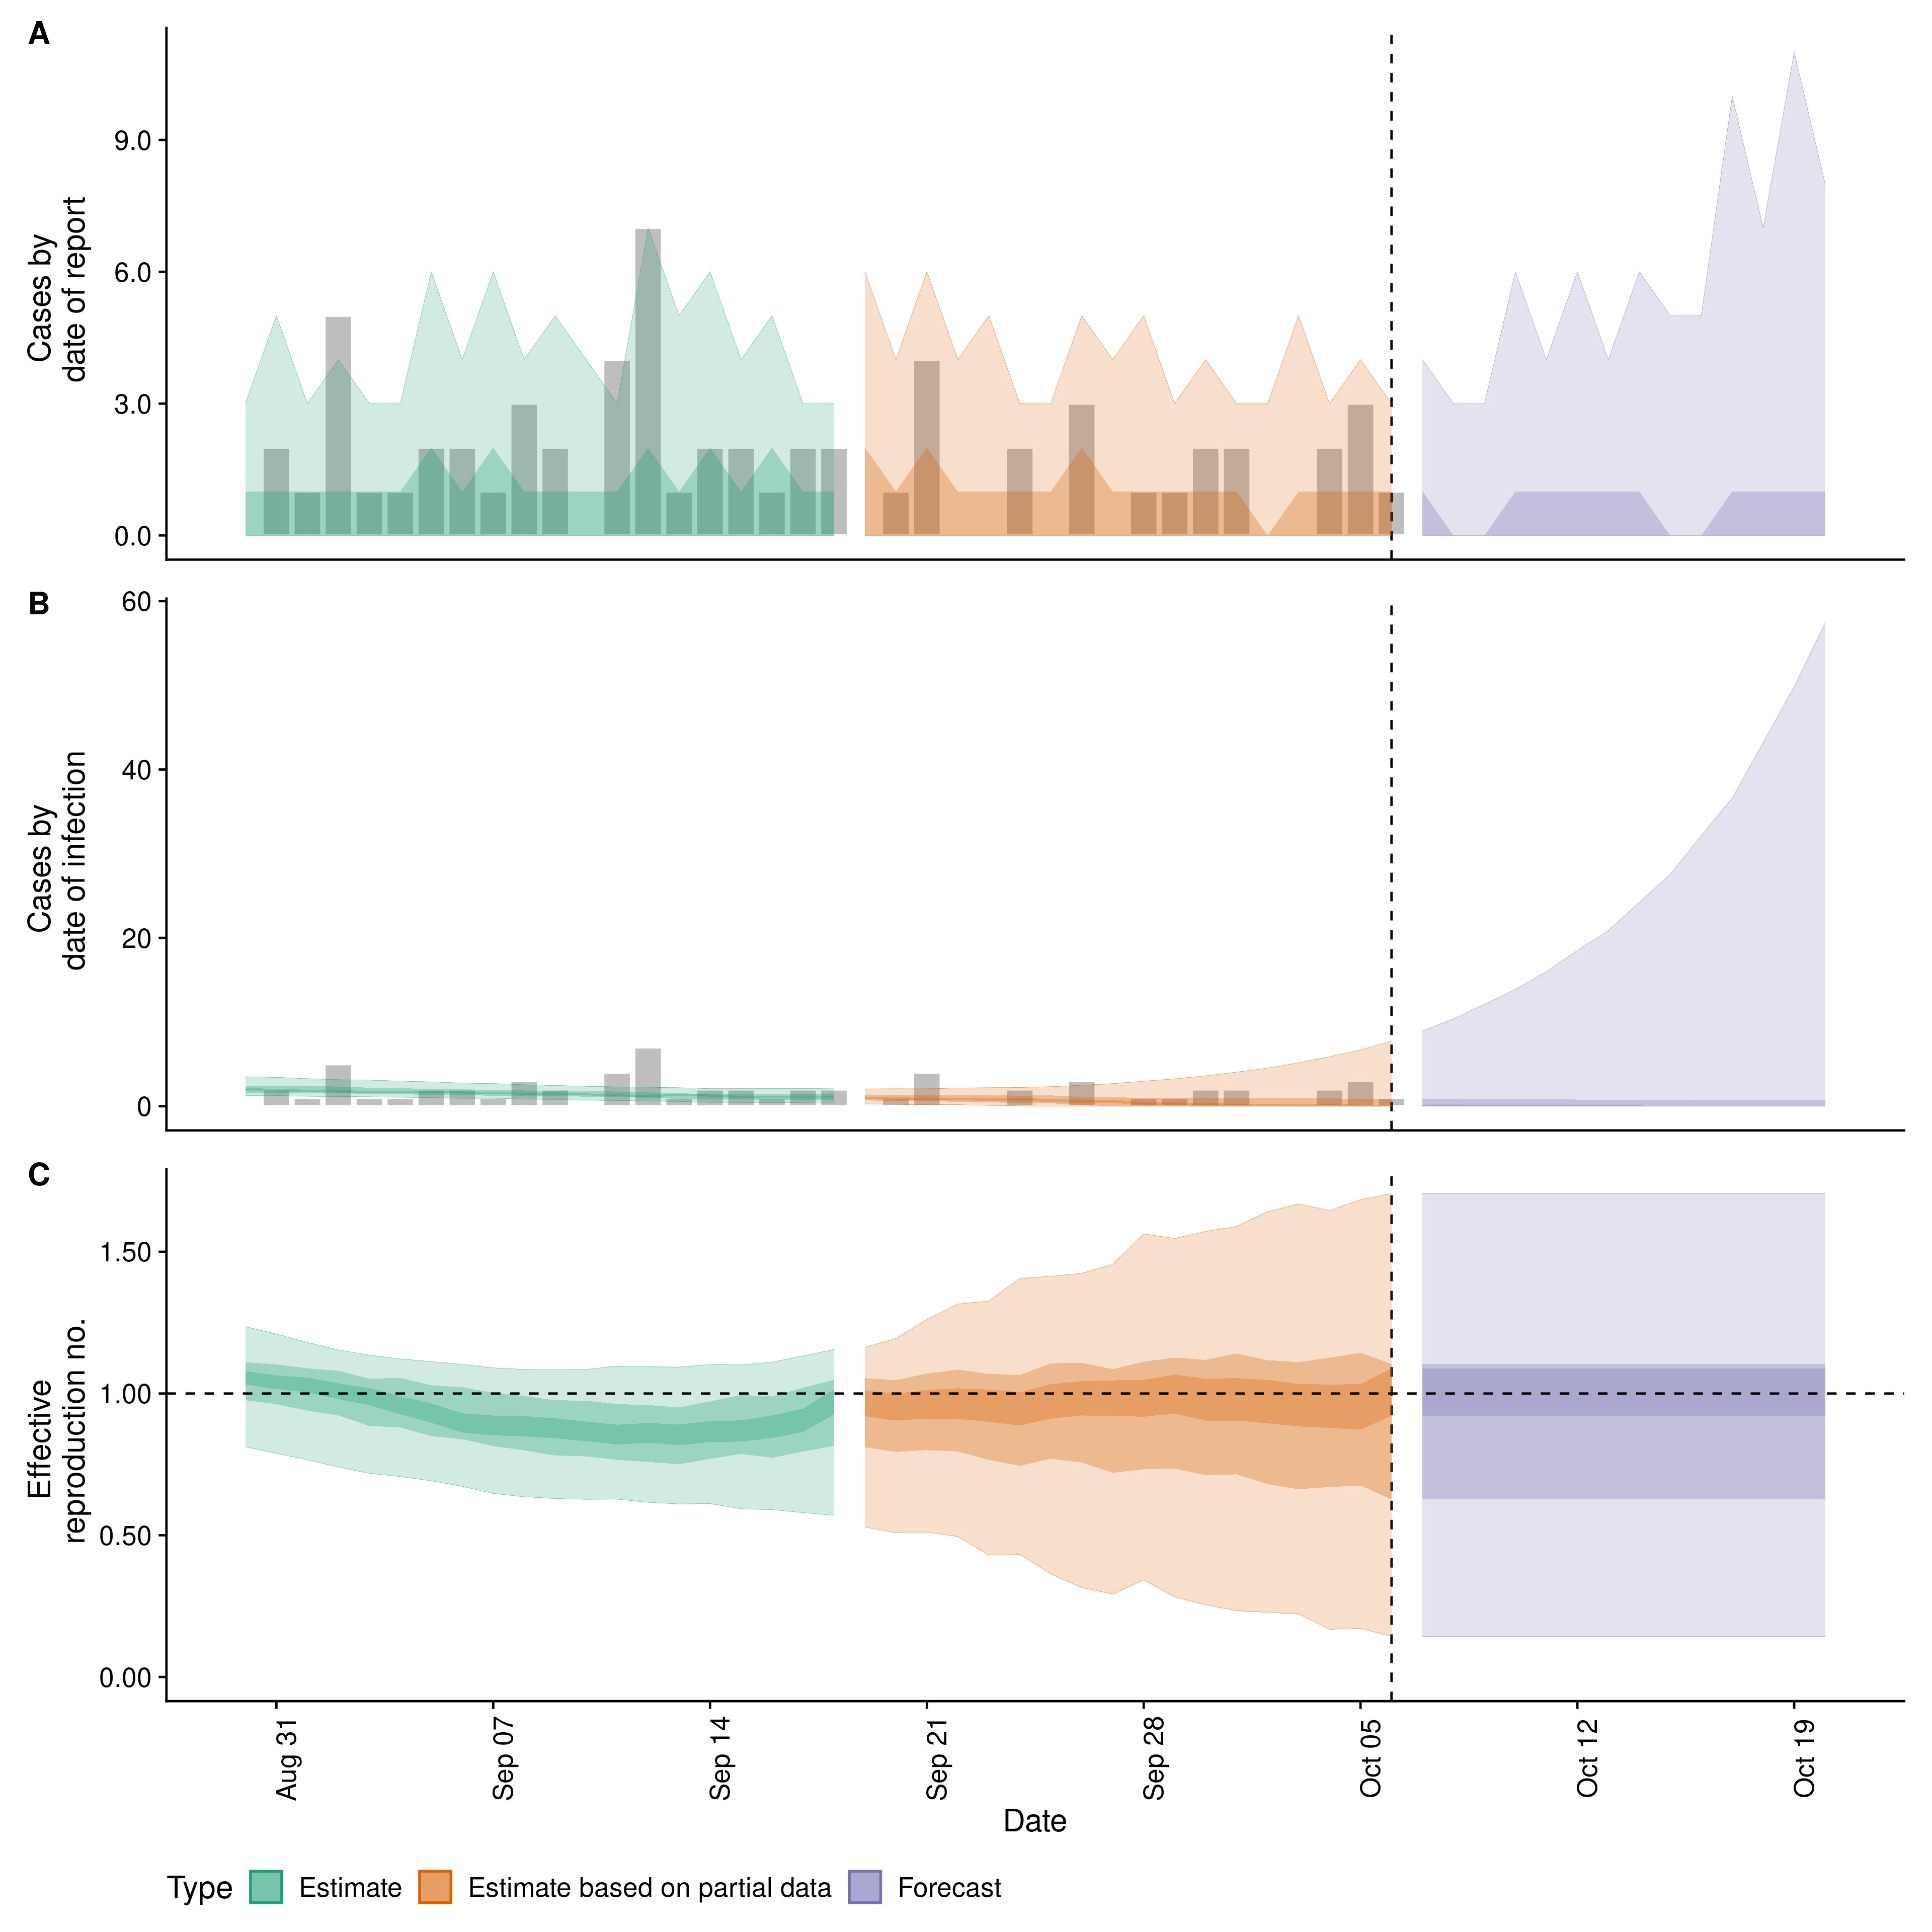 A
Cases by
date of report
9.0
6.0
3.0
0.0
B
Cases by
date of infection
60
40
20
0
C
Effective
reproduction no.
1.50
1.00
0.50
0.00
Aug 31
Sep 07
Sep 14
Sep 21
Sep 28
Oct 05
Oct 12
Oct 19
Date
Type Estimate Estimate based on partial data Forecast